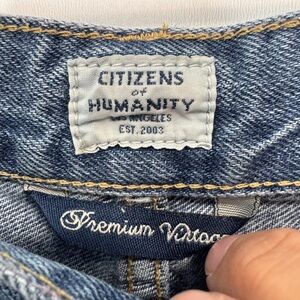 CITIZENS
of
HUMANITY
LOS ANGELES
EST. 2003
Premium Vintage